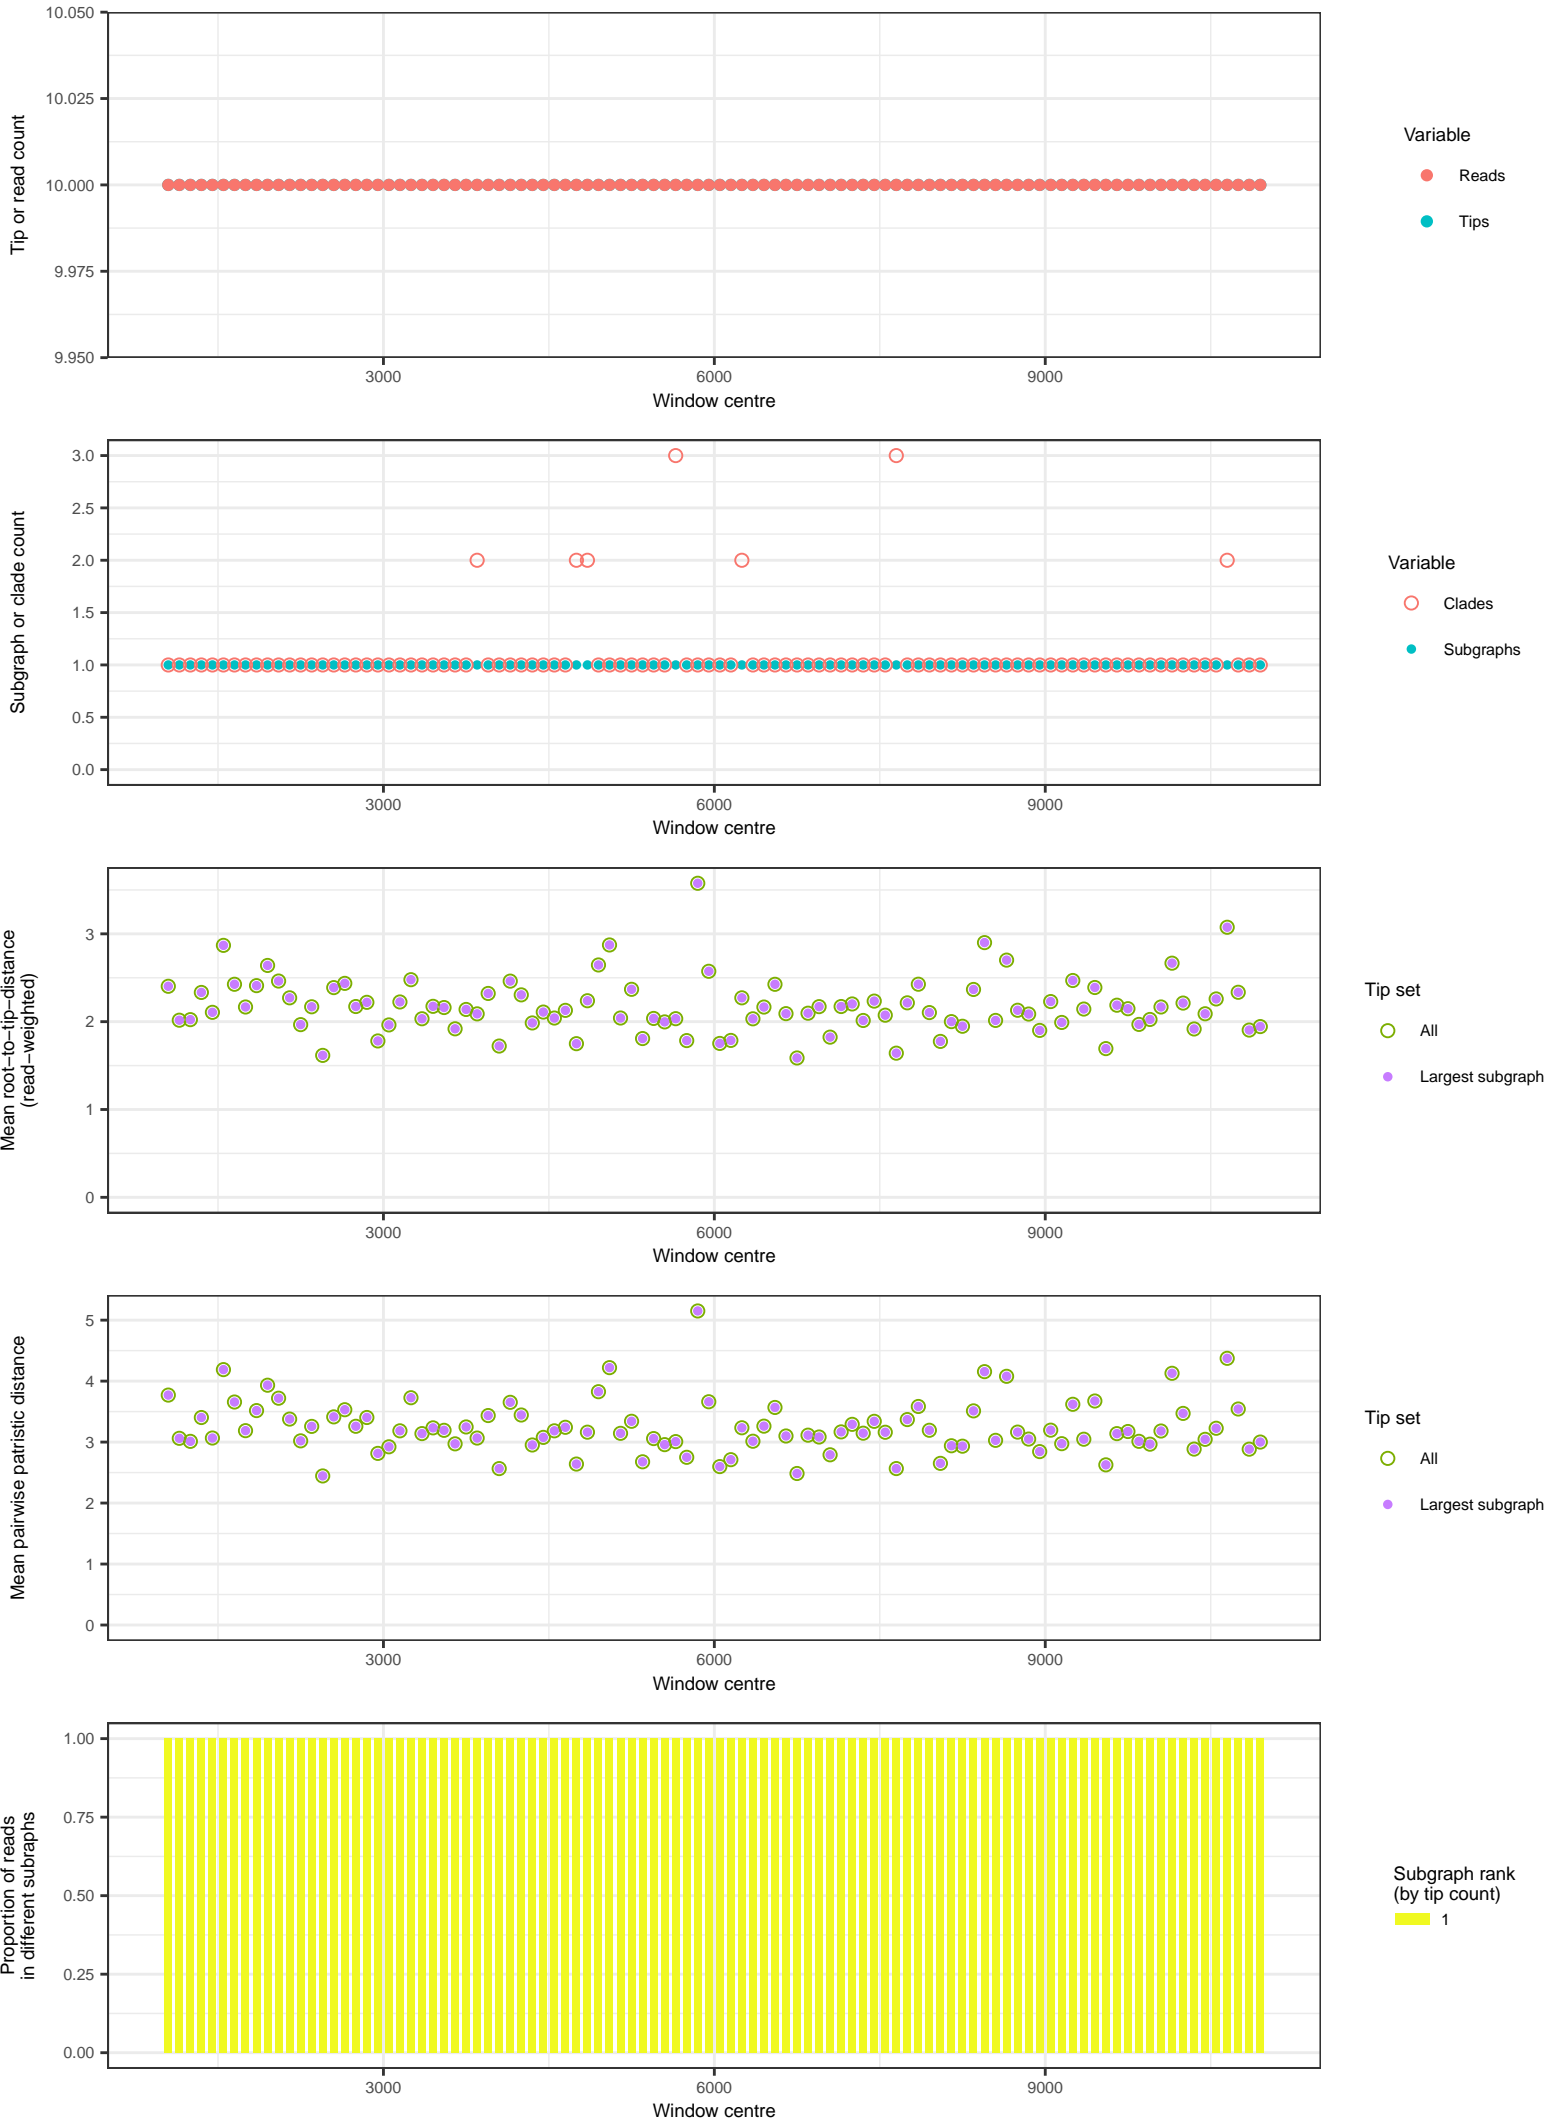 10.050
10.025
10.000
9.975
9.950
Tip or read count
3000 6000 9000
Window centre
Variable
Reads
Tips
3.0
2.5
2.0
1.5
1.0
0.5
0.0
Subgraph or clade count
3000 6000 9000
Window centre
Variable
Clades
Subgraphs
3
2
1
0
Mean root−to−tip−distance
(read−weighted)
3000 6000 9000
Window centre
Tip set
All
Largest subgraph
5
4
3
2
1
0
Mean pairwise patristic distance
3000 6000 9000
Window centre
Tip set
All
Largest subgraph
1.00
0.75
0.50
0.25
0.00
Proportion of reads
in different subraphs
3000 6000 9000
Window centre
Subgraph rank
(by tip count)
1